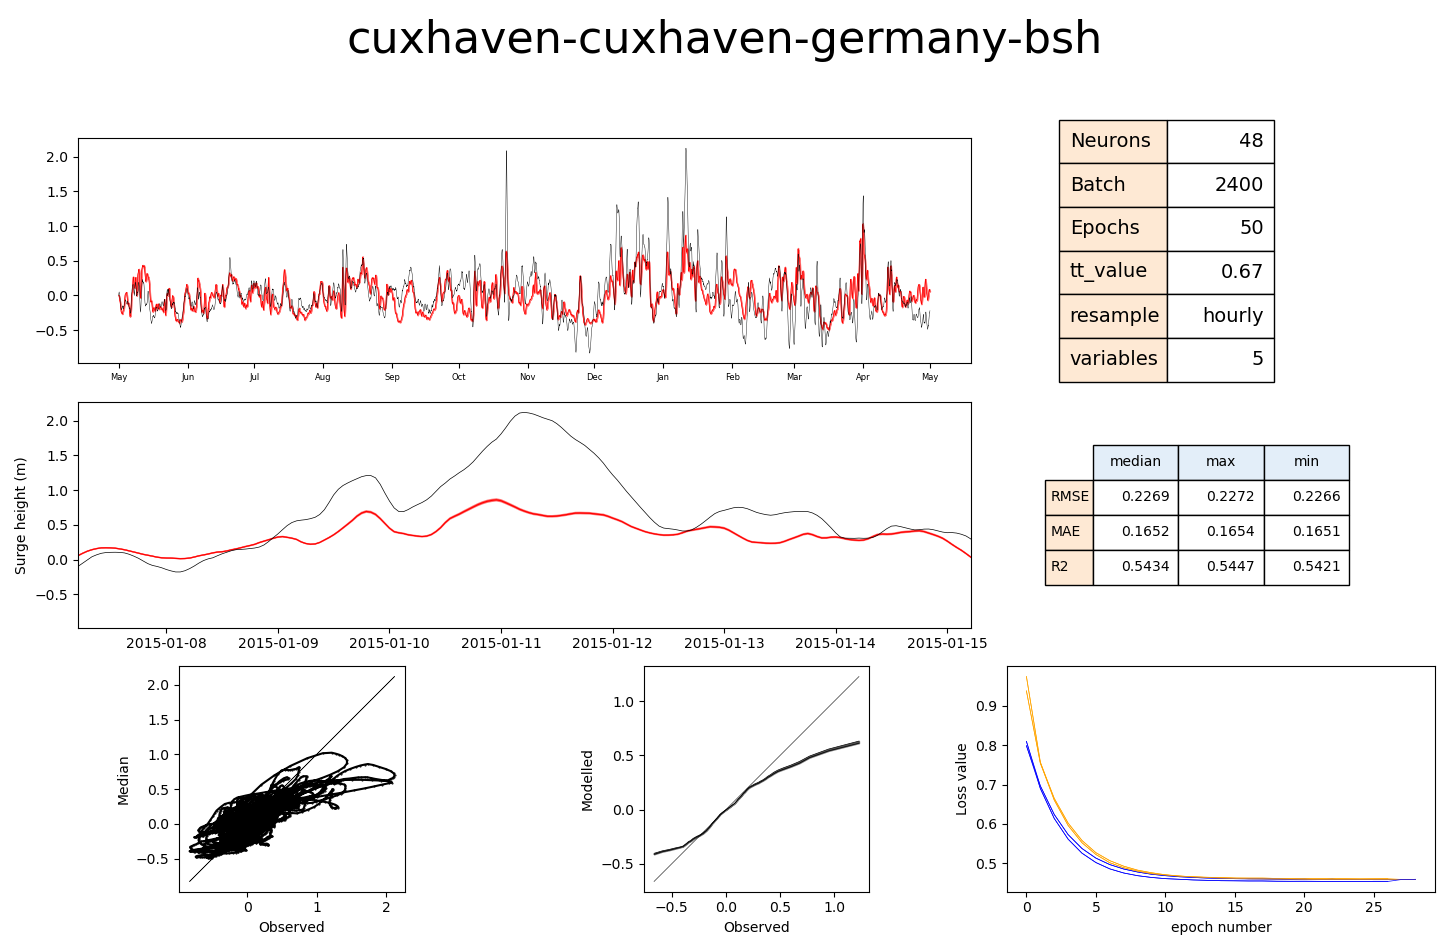 cuxhaven-cuxhaven-germany-bsh
2.0
1.5
1.0
0.5
0.0
−0.5
May Jun Jul Aug Sep Oct Nov Dec Jan Feb Mar Apr May
Neurons 48
Batch 2400
Epochs 50
tt_value 0.67
resample hourly
variables 5
Surge height (m)
2.0
1.5
1.0
0.5
0.0
−0.5
2015-01-08 2015-01-09 2015-01-10 2015-01-11 2015-01-12 2015-01-13 2015-01-14 2015-01-15
median max min
RMSE 0.2269 0.2272 0.2266
MAE 0.1652 0.1654 0.1651
R2 0.5434 0.5447 0.5421
Median
2.0
1.5
1.0
0.5
0.0
−0.5
0 1 2
Observed
Modelled
1.0
0.5
0.0
−0.5
−0.5 0.0 0.5 1.0
Observed
Loss value
0.9
0.8
0.7
0.6
0.5
0 5 10 15 20 25
epoch number